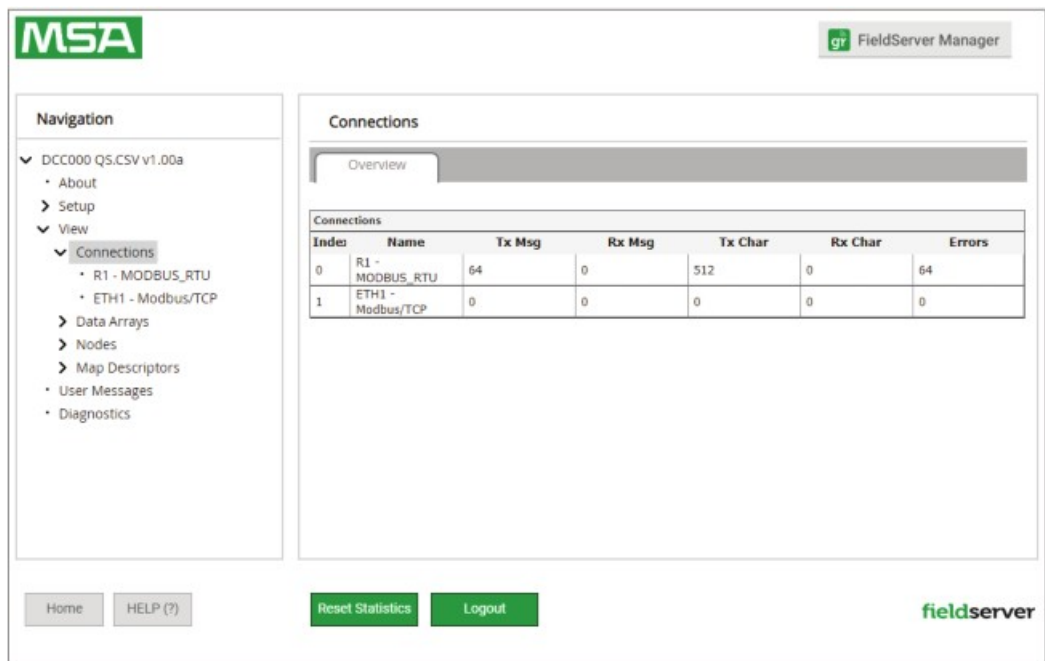 MSA
gr FieldServer Manager
Navigation
DCC000 QS.CSV v1.00a
About
Setup
View
Connections
R1 - MODBUS_RTU
ETH1 - Modbus/TCP
Data Arrays
Nodes
Map Descriptors
User Messages
Diagnostics
Connections
Overview
Connections
Index Name Tx Msg Rx Msg Tx Char Rx Char Errors
0 R1 - MODBUS_RTU 64 0 512 0 64
1 ETH1 - Modbus/TCP 0 0 0 0 0
Home HELP (?) Reset Statistics Logout fieldserver